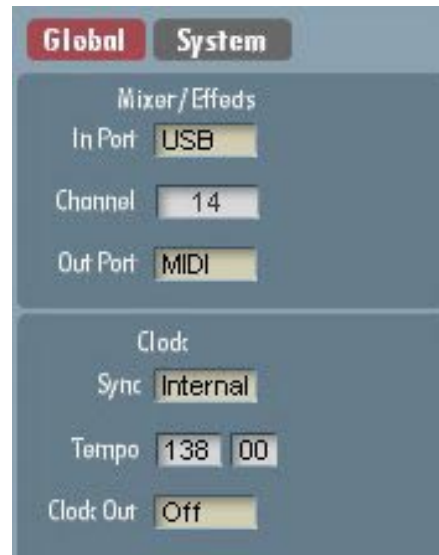 Global System
Mixer/Effects
In Port USB
Channel 14
Out Port MIDI
Clock
Sync Internal
Tempo 138 00
Clock Out Off